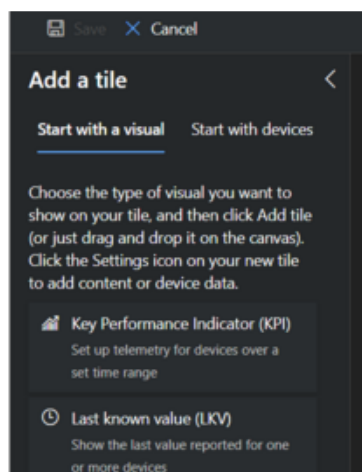 Save Cancel
Add a tile
Start with a visual Start with devices
Choose the type of visual you want to
show on your tile, and then click Add tile
(or just drag and drop it on the canvas).
Click the Settings icon on your new tile
to add content or device data.
Key Performance Indicator (KPI)
Set up telemetry for devices over a
set time range
Last known value (LKV)
Show the last value reported for one
or more devices